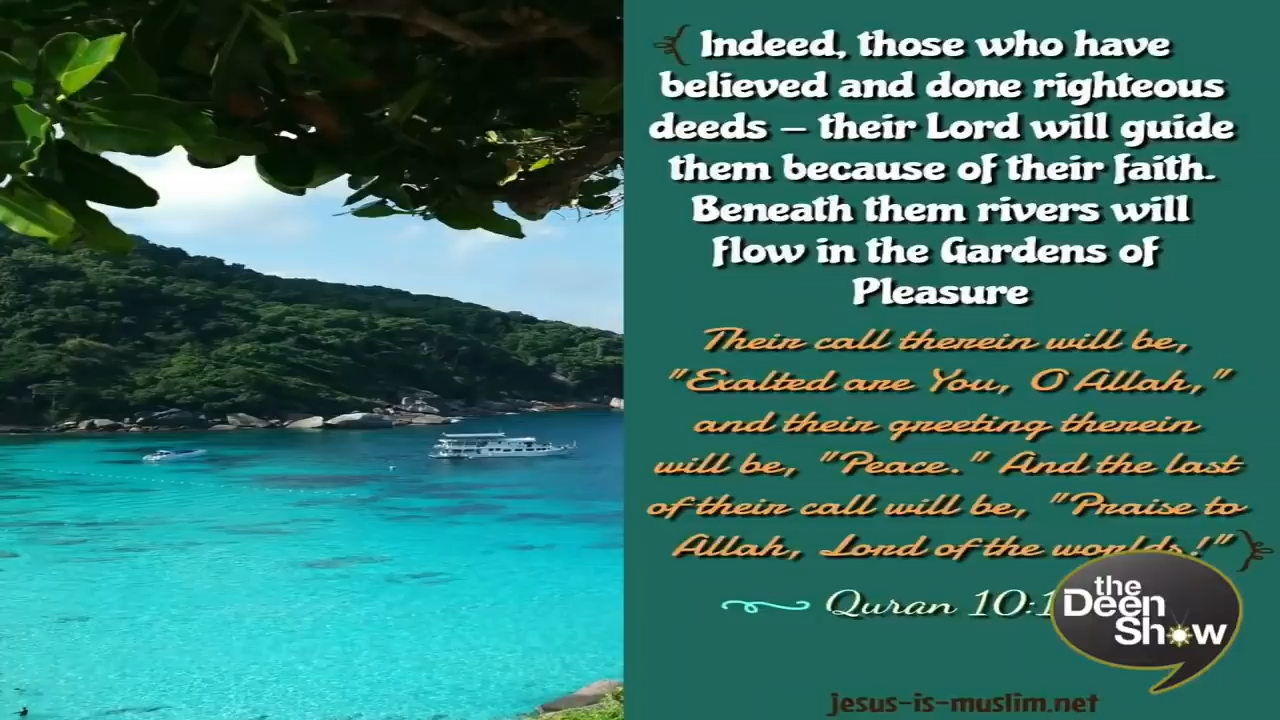 Indeed, those who have
believed and done righteous
deeds – their Lord will guide
them because of their faith.
Beneath them rivers will
flow in the Gardens of
Pleasure
Their call therein will be,
"Exalted are You, O Allah,"
and their greeting therein
will be, "Peace." And the last
of their call will be, "Praise to
Allah, Lord of the worlds!"
Quran
the
Deen
Show
jesus-is-muslim.net